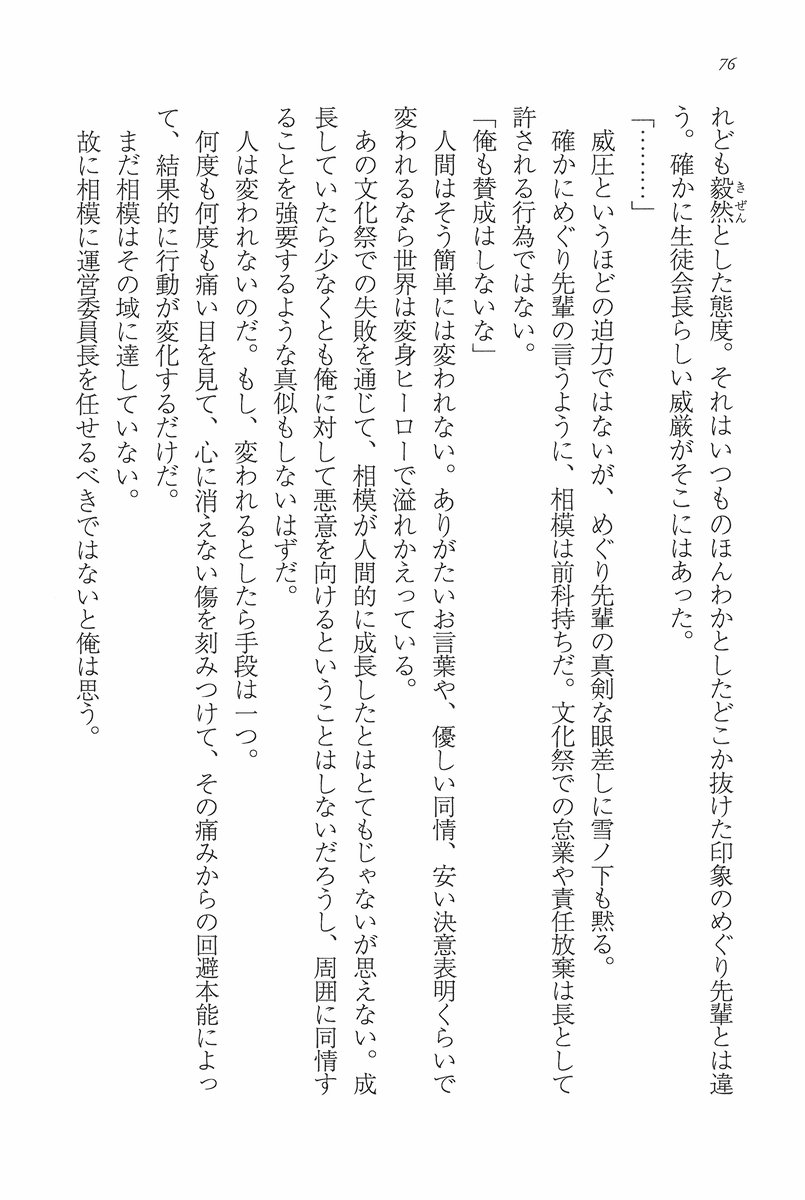 76
れども毅然とした態度。それはいつものほんわかとしたどこか抜けた印象のめぐり先輩とは違
きぜん
う。確かに生徒会長らしい威厳がそこにはあった。
「………」
威圧というほどの迫力ではないが、めぐり先輩の真剣な眼差しに雪ノ下も黙る。
確かにめぐり先輩の言うように、相模は前科持ちだ。文化祭での怠業や責任放棄は長として
許される行為ではない。
「俺も賛成はしないな」
人間はそう簡単には変われない。ありがたいお言葉や、優しい同情、安い決意表明くらいで
変われるなら世界は変身ヒーローで溢れかえっている。
あの文化祭での失敗を通じて、相模が人間的に成長したとはとてもじゃないが思えない。成
長していたら少なくとも俺に対して悪意を向けるということはしないだろうし、周囲に同情す
ることを強要するような真似もしないはずだ。
人は変われないのだ。もし、変われるとしたら手段は一つ。
何度も何度も痛い目を見て、心に消えない傷を刻みつけて、その痛みからの回避本能によっ
て、結果的に行動が変化するだけだ。
まだ相模はその域に達していない。
故に相模に運営委員長を任せるべきではないと俺は思う。